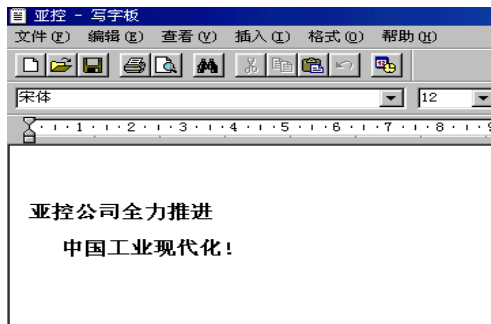 亚控 - 写字板
文件(F) 编辑(E) 查看(V) 插入(I) 格式(O) 帮助(H)
宋体 12
1 2 3 4 5 6 7 8 9
亚控公司全力推进
中国工业现代化!